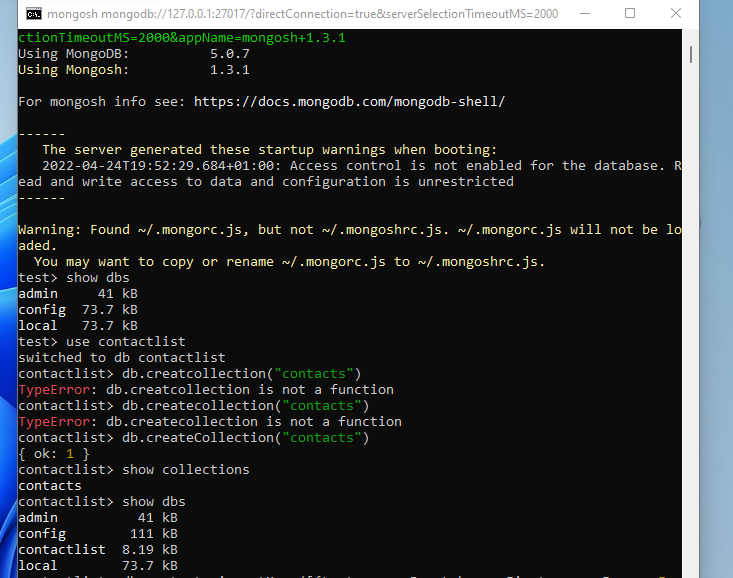 mongosh mongodb://127.0.0.1:27017/?directConnection=true&serverSelectionTimeoutMS=2000
ctionTimeoutMS=2000&appName=mongosh+1.3.1
Using MongoDB:          5.0.7
Using Mongosh:          1.3.1
For mongosh info see: https://docs.mongodb.com/mongodb-shell/
------
   The server generated these startup warnings when booting:
   2022-04-24T19:52:29.684+01:00: Access control is not enabled for the database. R
ead and write access to data and configuration is unrestricted
------
Warning: Found ~/.mongorc.js, but not ~/.mongoshrc.js. ~/.mongorc.js will not be lo
aded.
  You may want to copy or rename ~/.mongorc.js to ~/.mongoshrc.js.
test> show dbs
admin     41 kB
config  73.7 kB
local   73.7 kB
test> use contactlist
switched to db contactlist
contactlist> db.creatcollection("contacts")
TypeError: db.creatcollection is not a function
contactlist> db.createcollection("contacts")
TypeError: db.createcollection is not a function
contactlist> db.createCollection("contacts")
{ ok: 1 }
contactlist> show collections
contacts
contactlist> show dbs
admin          41 kB
config        111 kB
contactlist  8.19 kB
local        73.7 kB